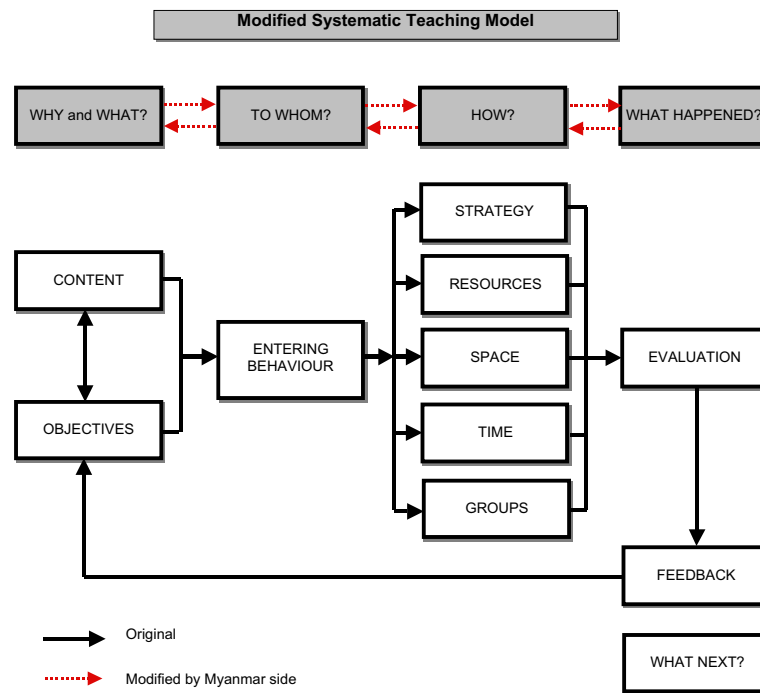 Modified Systematic Teaching Model
WHY and WHAT?
TO WHOM?
HOW?
WHAT HAPPENED?
STRATEGY
CONTENT
RESOURCES
ENTERING
BEHAVIOUR
SPACE
EVALUATION
OBJECTIVES
TIME
GROUPS
FEEDBACK
Original
WHAT NEXT?
Modified by Myanmar side